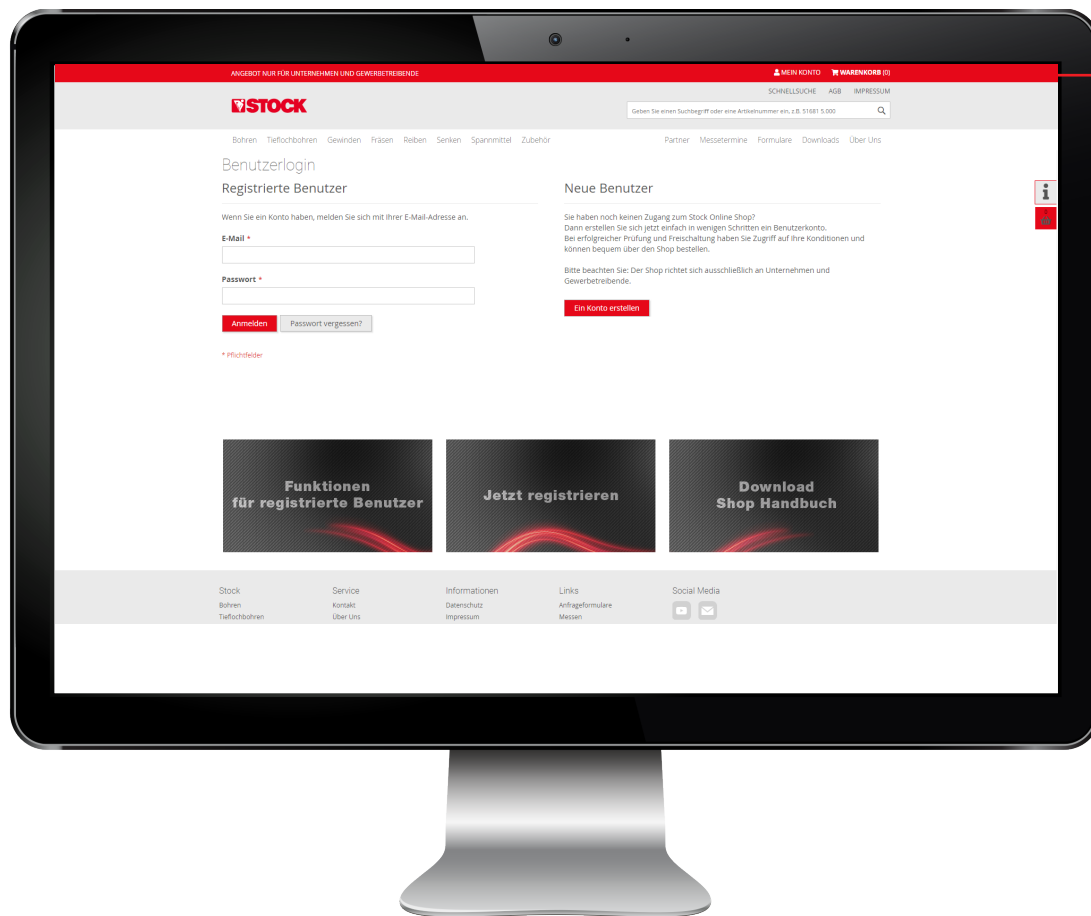 ANGEBOT NUR FÜR UNTERNEHMEN UND GEWERBETREIBENDE
MEIN KONTO WARENKORB (0)
SCHNELLSUCHE AGB IMPRESSUM
STOCK
Geben Sie einen Suchbegriff oder eine Artikelnummer ein, z.B. 51681 5.000
Bohren Tieflochbohren Gewinden Fräsen Reiben Senken Spannmittel Zubehör
Partner Messetermine Formulare Downloads Über Uns
Benutzerlogin
Registrierte Benutzer
Wenn Sie ein Konto haben, melden Sie sich mit Ihrer E-Mail-Adresse an.
E-Mail *
Passwort *
Anmelden Passwort vergessen?
* Pflichtfelder
Neue Benutzer
Sie haben noch keinen Zugang zum Stock Online Shop?
Dann erstellen Sie sich jetzt einfach in wenigen Schritten ein Benutzerkonto.
Bei erfolgreicher Prüfung und Freischaltung haben Sie Zugriff auf Ihre Konditionen und
können bequem über den Shop bestellen.
Bitte beachten Sie: Der Shop richtet sich ausschließlich an Unternehmen und
Gewerbetreibende.
Ein Konto erstellen
Funktionen
für registrierte Benutzer
Jetzt registrieren
Download
Shop Handbuch
Stock
Bohren
Tieflochbohren
Service
Kontakt
Über Uns
Informationen
Datenschutz
Impressum
Links
Anfrageformulare
Messen
Social Media